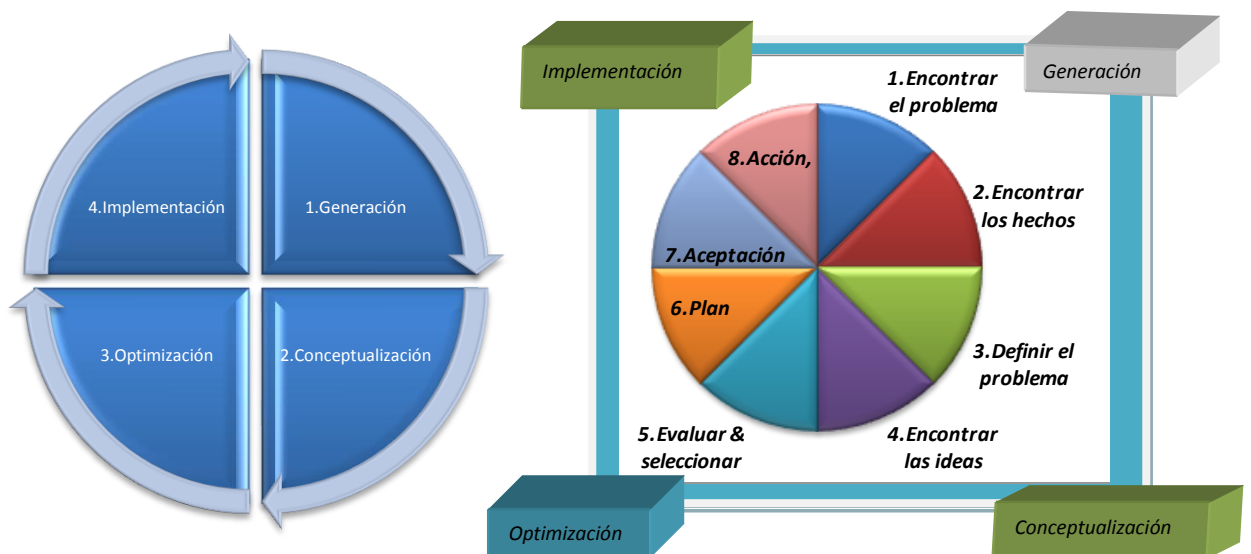 4.Implementación
1.Generación
3.Optimización
2.Conceptualización
Implementación
Generación
1.Encontrar
el problema
8.Acción,
2.Encontrar
los hechos
7.Aceptación
6.Plan
3.Definir el
problema
5.Evaluar &
seleccionar
4.Encontrar
las ideas
Optimización
Conceptualización